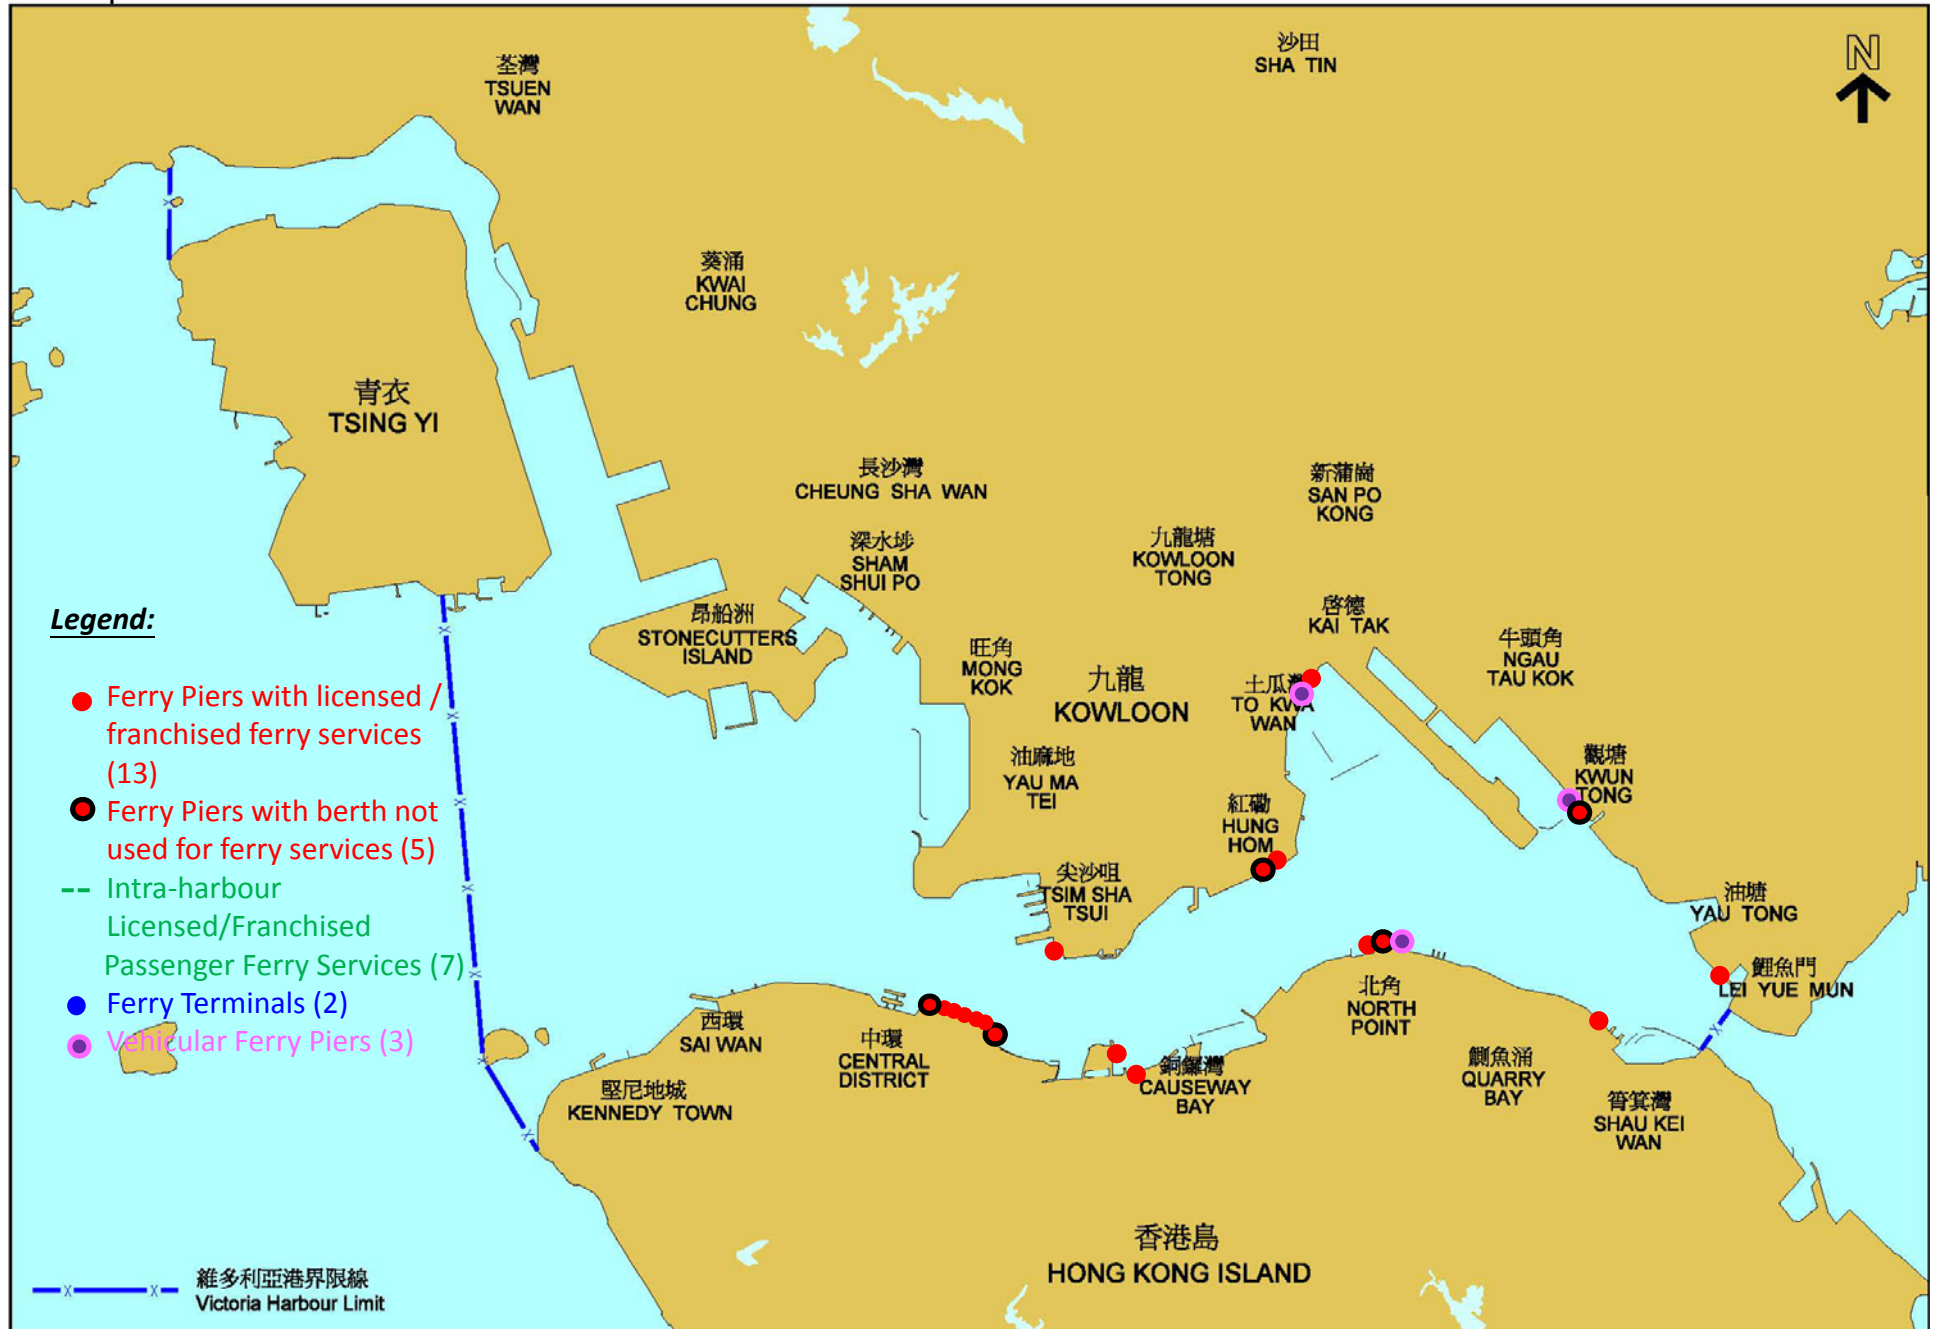 荃灣
TSUEN
WAN
沙田
SHA TIN
N
葵涌
KWAI
CHUNG
青衣
TSING YI
長沙灣
CHEUNG SHA WAN
新蒲崗
SAN PO
KONG
深水埗
SHAM
SHUI PO
九龍塘
KOWLOON
TONG
昂船洲
STONECUTTERS
ISLAND
旺角
MONG
KOK
九龍
KOWLOON
啓德
KAI TAK
牛頭角
NGAU
TAU KOK
土瓜灣
TO KWA
WAN
油麻地
YAU MA
TEI
觀塘
KWUN
TONG
紅磡
HUNG
HOM
尖沙咀
TSIM SHA
TSUI
油塘
YAU TONG
鯉魚門
LEI YUE MUN
西環
SAI WAN
中環
CENTRAL
DISTRICT
北角
NORTH
POINT
堅尼地城
KENNEDY TOWN
銅鑼灣
CAUSEWAY
BAY
鰂魚涌
QUARRY
BAY
筲箕灣
SHAU KEI
WAN
香港島
HONG KONG ISLAND
Legend:
Ferry Piers with licensed /
franchised ferry services
(13)
Ferry Piers with berth not
used for ferry services (5)
-- Intra-harbour
Licensed/Franchised
Passenger Ferry Services (7)
Ferry Terminals (2)
Vehicular Ferry Piers (3)
維多利亞港界限線
Victoria Harbour Limit